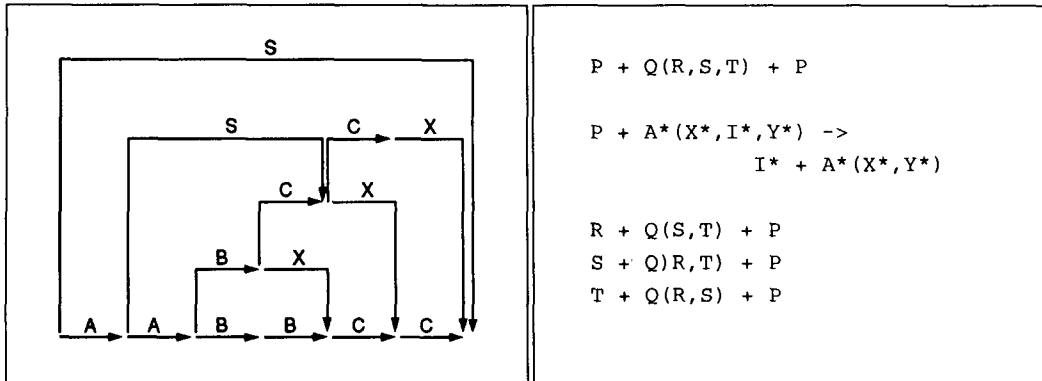 S
S C X
C X
B X
A A B B C C
P + Q(R,S,T) + P
P + A*(X*,I*,Y*) ->
I* + A*(X*,Y*)
R + Q(S,T) + P
S + Q)R,T) + P
T + Q(R,S) + P